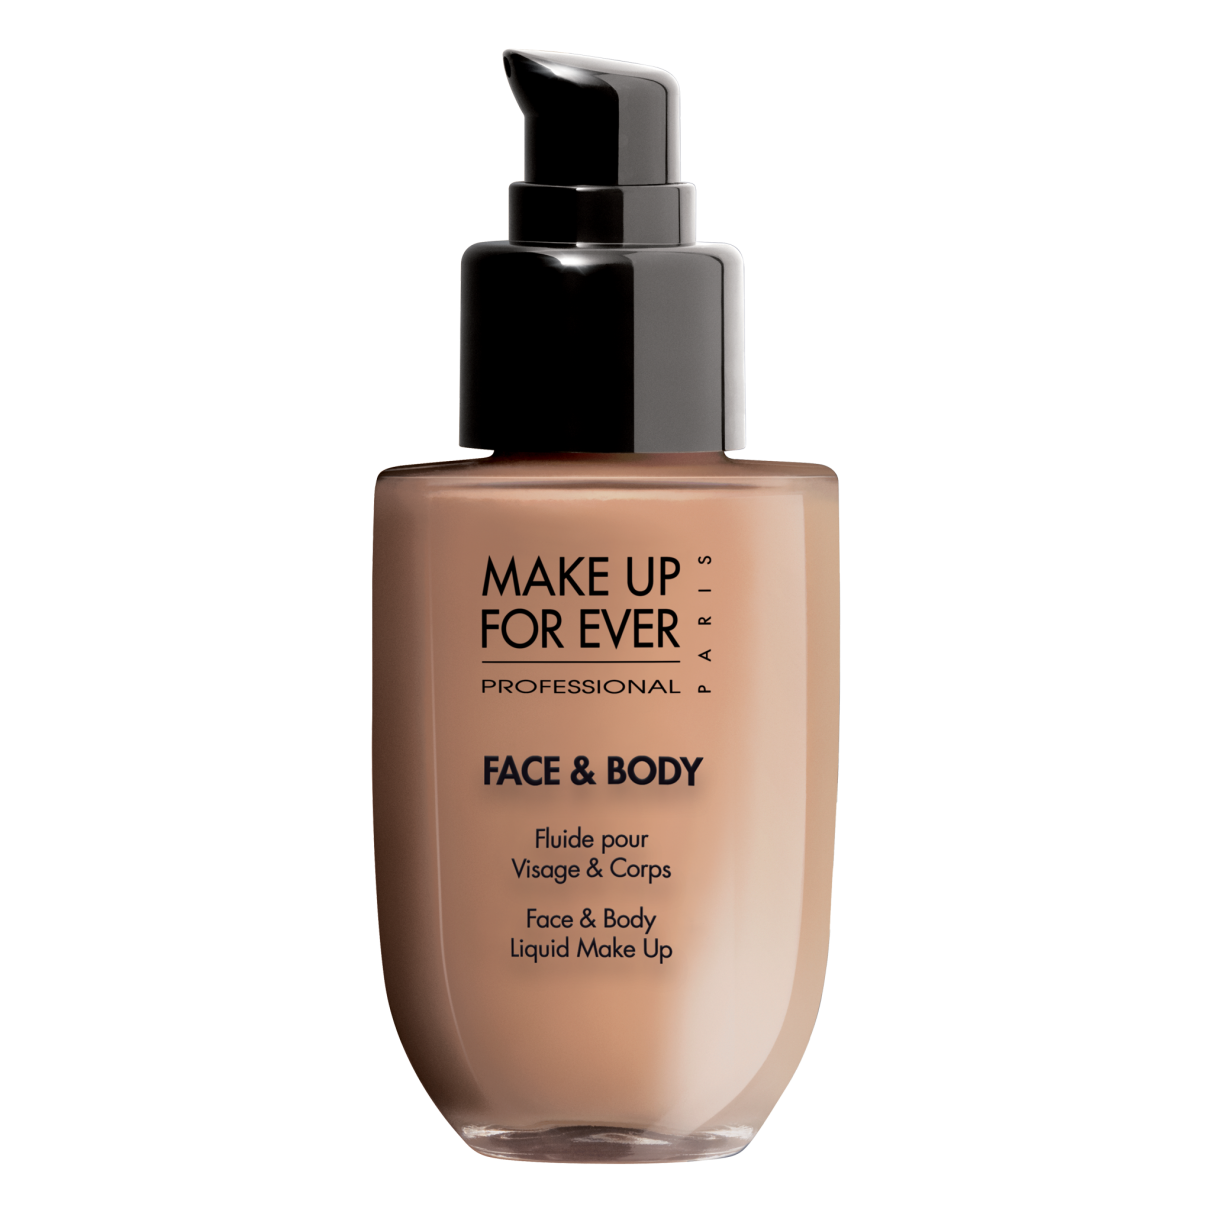 MAKE UP
FOR EVER
PROFESSIONAL
PARIS
FACE & BODY
Fluide pour
Visage & Corps
Face & Body
Liquid Make Up